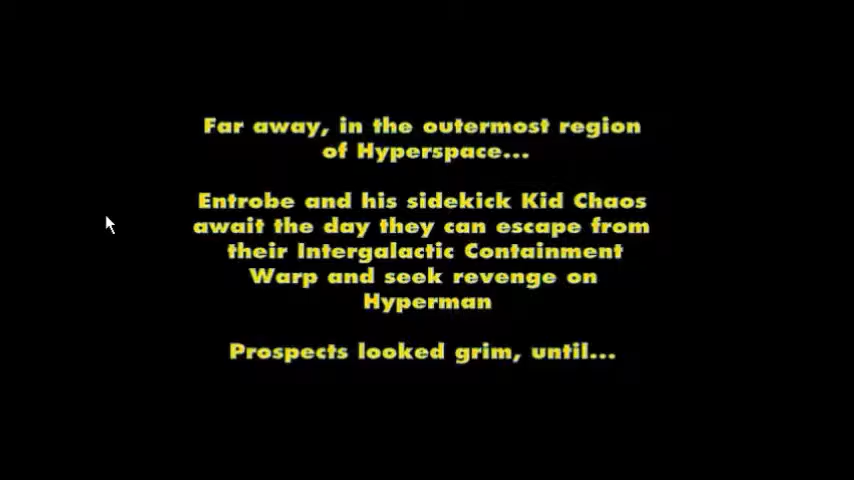 Far away, in the outermost region
of Hyperspace...
Entrobe and his sidekick Kid Chaos
await the day they can escape from
their Intergalactic Containment
Warp and seek revenge on
Hyperman
Prospects looked grim, until...